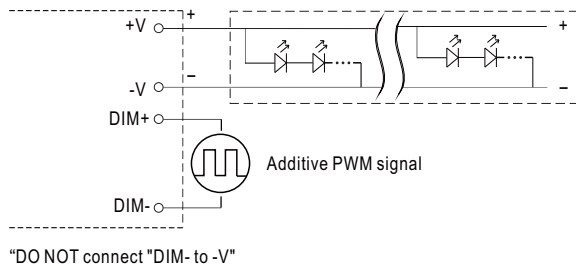 +V
+
+
-V
–
–
DIM+
Additive PWM signal
DIM-
“DO NOT connect "DIM- to -V"